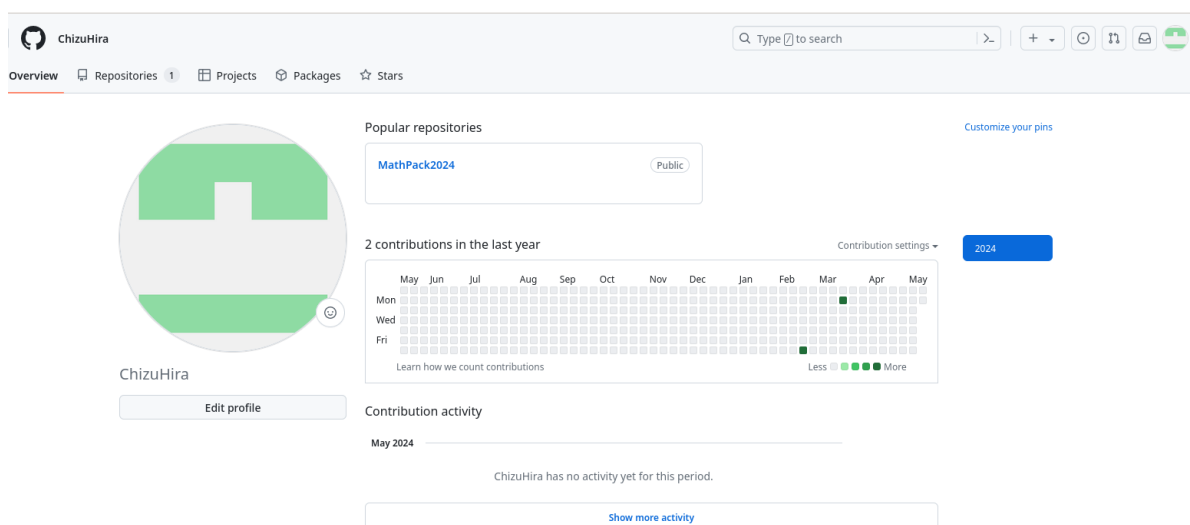 ChizuHira
Type / to search
Overview Repositories 1 Projects Packages Stars
Popular repositories
Customize your pins
MathPack2024 Public
2 contributions in the last year
Contribution settings
2024
May Jun Jul Aug Sep Oct Nov Dec Jan Feb Mar Apr May
Mon
Wed
Fri
Learn how we count contributions
Less More
ChizuHira
Edit profile
Contribution activity
May 2024
ChizuHira has no activity yet for this period.
Show more activity